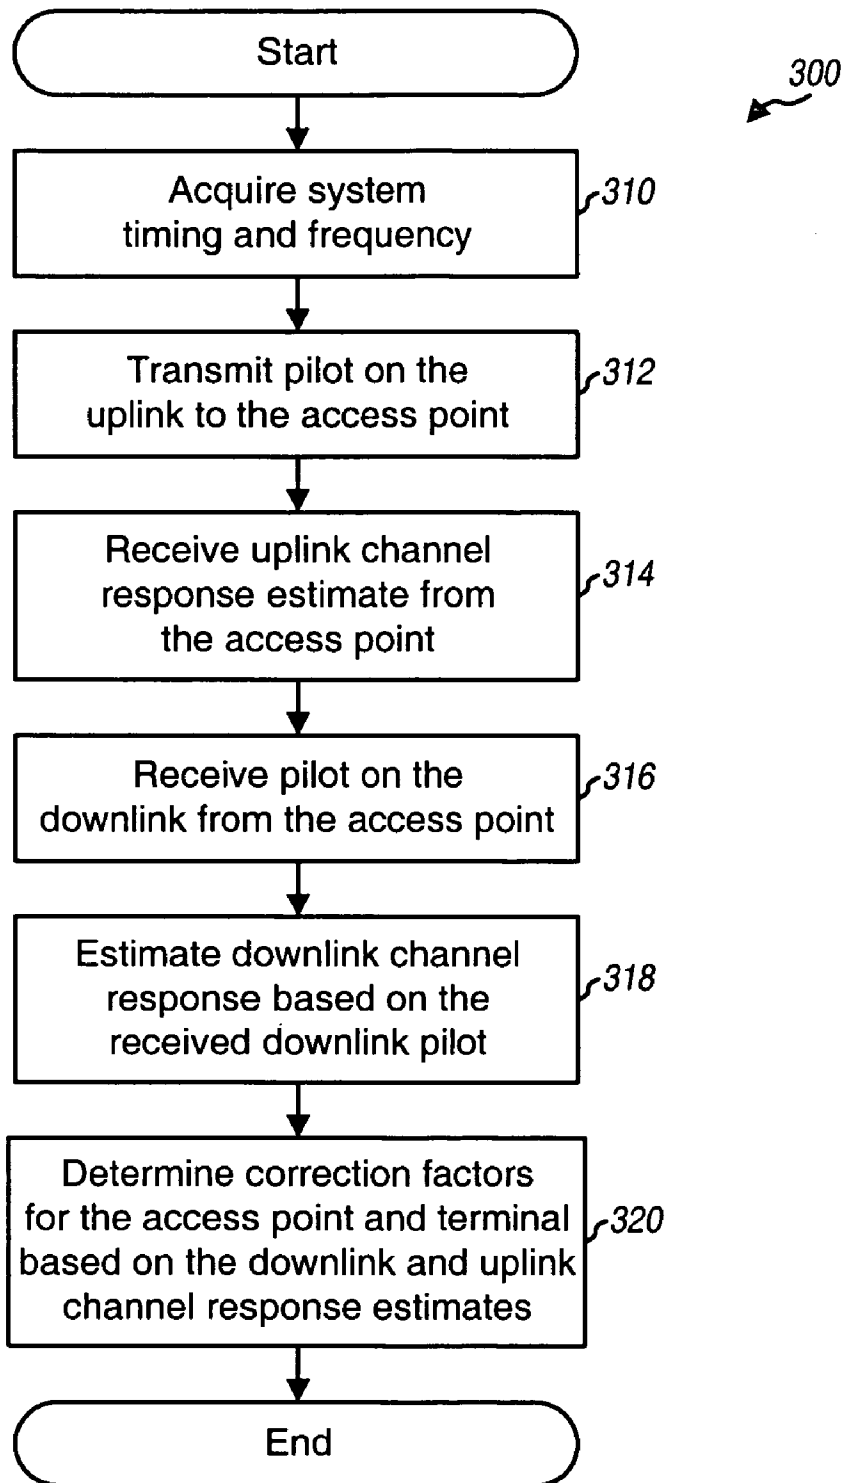 Start
300
Acquire system
timing and frequency
310
Transmit pilot on the
uplink to the access point
312
Receive uplink channel
response estimate from
the access point
314
Receive pilot on the
downlink from the access point
316
Estimate downlink channel
response based on the
received downlink pilot
318
Determine correction factors
for the access point and terminal
based on the downlink and uplink
channel response estimates
320
End